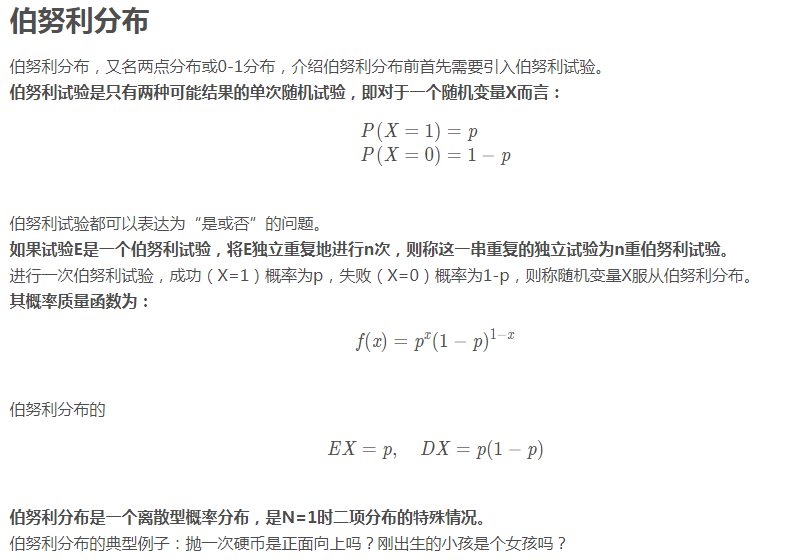 伯努利分布
伯努利分布，又名两点分布或0-1分布，介绍伯努利分布前首先需要引入伯努利试验。
伯努利试验是只有两种可能结果的单次随机试验，即对于一个随机变量X而言：
P(X = 1) = p
P(X = 0) = 1 − p
伯努利试验都可以表达为“是或否”的问题。
如果试验E是一个伯努利试验，将E独立重复地进行n次，则称这一串重复的独立试验为n重伯努利试验。
进行一次伯努利试验，成功（X=1）概率为p，失败（X=0）概率为1-p，则称随机变量X服从伯努利分布。
其概率质量函数为：
f(x) = pˣ(1 − p)¹⁻ˣ
伯努利分布的
EX = p, DX = p(1 − p)
伯努利分布是一个离散型概率分布，是N=1时二项分布的特殊情况。
伯努利分布的典型例子：抛一次硬币是正面向上吗？刚出生的小孩是个女孩吗？